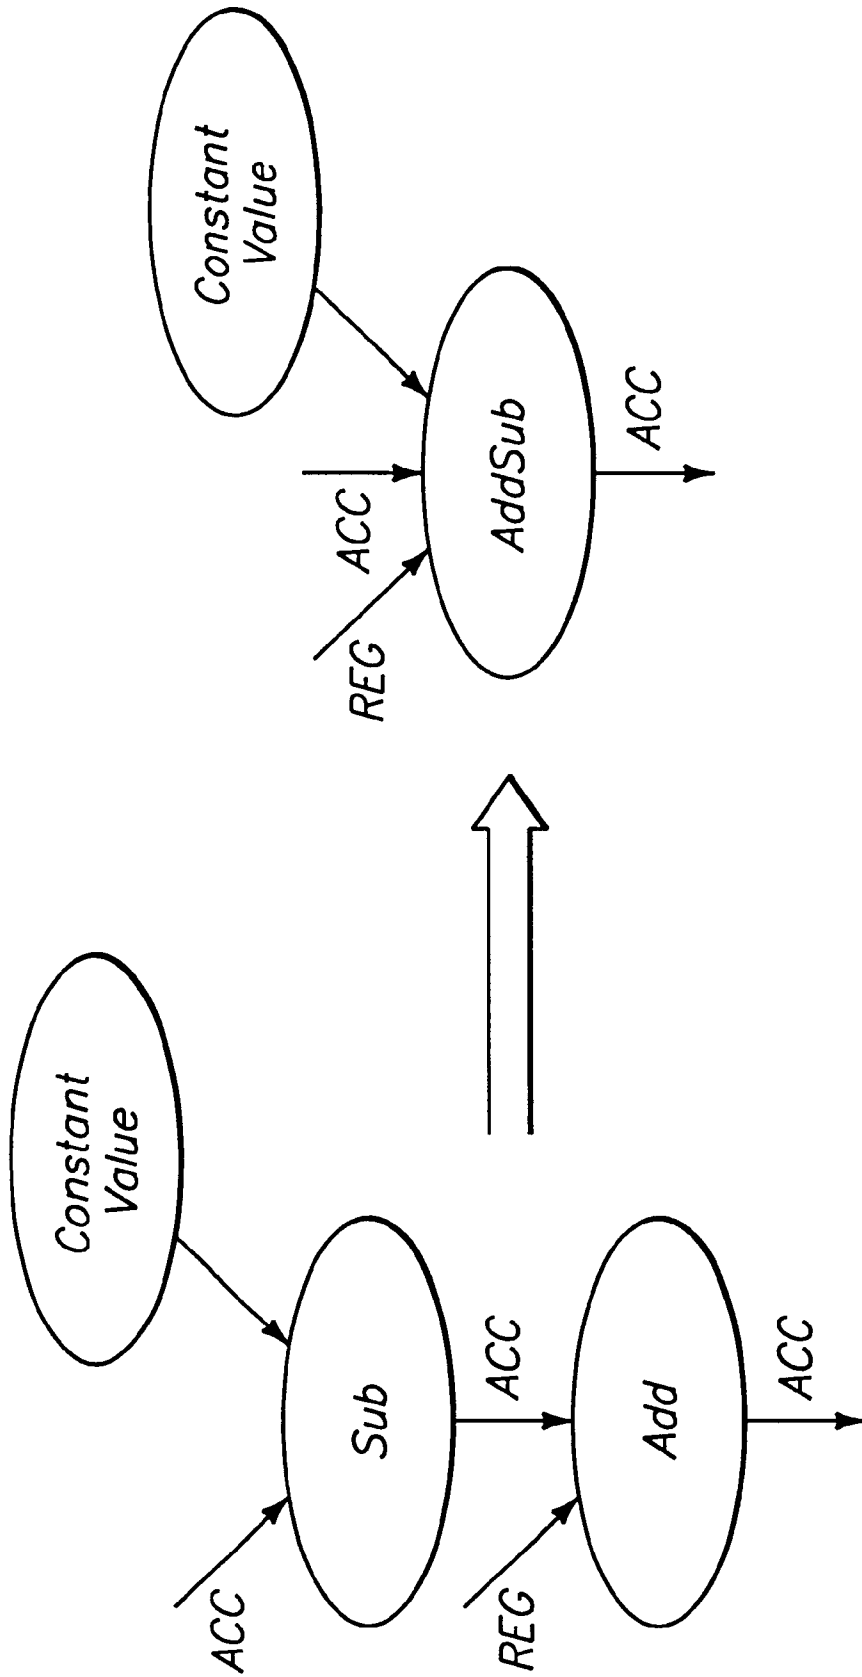 Constant
Value
ACC
Sub
ACC
REG
Add
ACC
Constant
Value
ACC
REG
AddSub
ACC